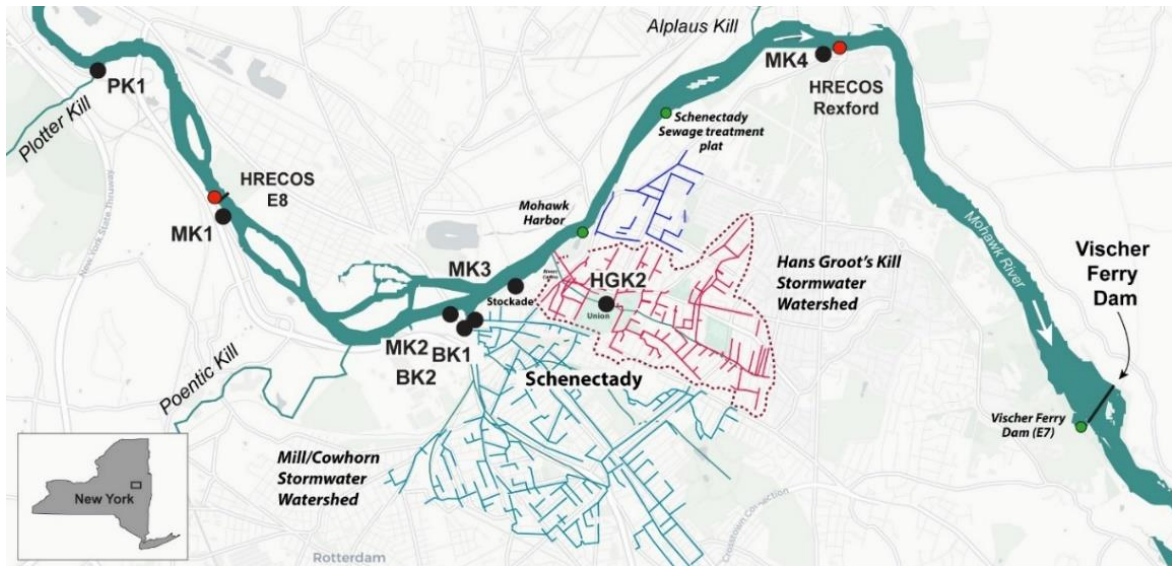 Alplaus Kill
PK1
MK4
HRECOS
Rexford
Plotter Kill
Schenectady
Sewage treatment
plat
HRECOS
E8
New York State Thruway
MK1
Mohawk
Harbor
MK3
Stockade
HGK2
Union
Hans Groot's Kill
Stormwater
Watershed
Mohawk River
Vischer
Ferry
Dam
MK2
BK1
BK2
Poentic Kill
Schenectady
Vischer Ferry
Dam (E7)
Mill/Cowhorn
Stormwater
Watershed
New York
Crosstown Connection
Rotterdam